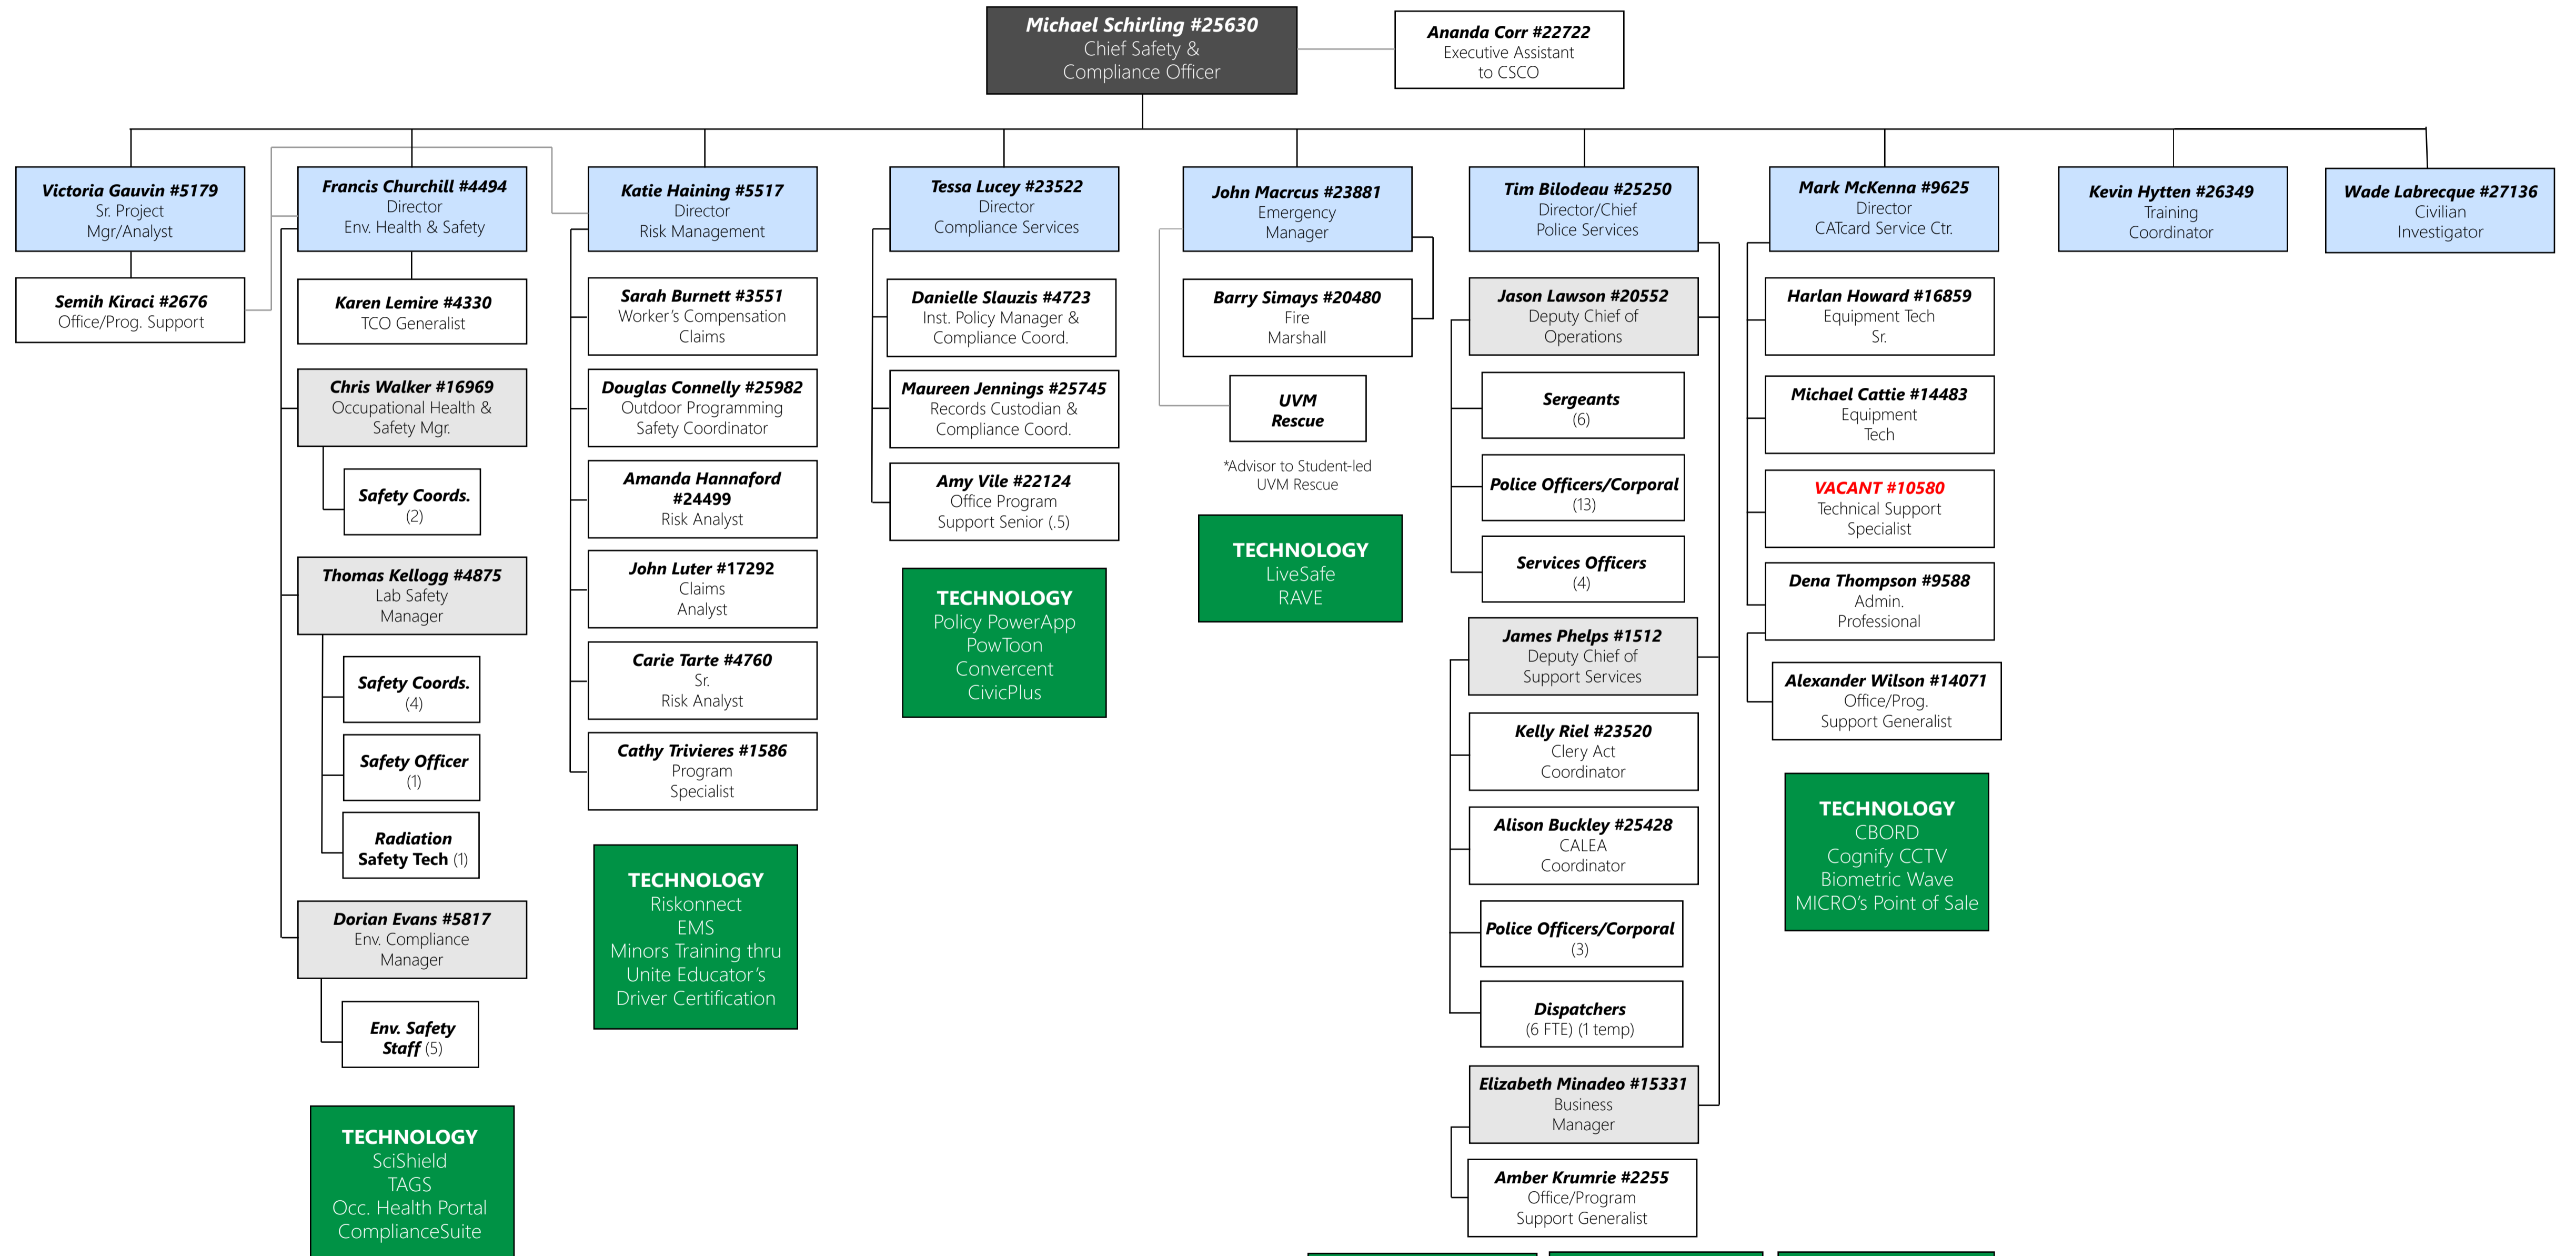 Michael Schirling #25630
Chief Safety &
Compliance Officer
Ananda Corr #22722
Executive Assistant
to CSCO
Victoria Gauvin #5179
Sr. Project
Mgr/Analyst
Semih Kiraci #2676
Office/Prog. Support
Francis Churchill #4494
Director
Env. Health & Safety
Karen Lemire #4330
TCO Generalist
Chris Walker #16969
Occupational Health &
Safety Mgr.
Safety Coords.
(2)
Thomas Kellogg #4875
Lab Safety
Manager
Safety Coords.
(4)
Safety Officer
(1)
Radiation
Safety Tech (1)
Dorian Evans #5817
Env. Compliance
Manager
Env. Safety
Staff (5)
TECHNOLOGY
SciShield
TAGS
Occ. Health Portal
ComplianceSuite
Katie Haining #5517
Director
Risk Management
Sarah Burnett #3551
Worker's Compensation
Claims
Douglas Connelly #25982
Outdoor Programming
Safety Coordinator
Amanda Hannaford
#24499
Risk Analyst
John Luter #17292
Claims
Analyst
Carie Tarte #4760
Sr.
Risk Analyst
Cathy Trivieres #1586
Program
Specialist
TECHNOLOGY
Riskonnect
EMS
Minors Training thru
Unite Educator's
Driver Certification
Tessa Lucey #23522
Director
Compliance Services
Danielle Slauzis #4723
Inst. Policy Manager &
Compliance Coord.
Maureen Jennings #25745
Records Custodian &
Compliance Coord.
Amy Vile #22124
Office Program
Support Senior (.5)
TECHNOLOGY
Policy PowerApp
PowToon
Convercent
CivicPlus
John Macrcus #23881
Emergency
Manager
Barry Simays #20480
Fire
Marshall
UVM
Rescue
*Advisor to Student-led
UVM Rescue
TECHNOLOGY
LiveSafe
RAVE
Tim Bilodeau #25250
Director/Chief
Police Services
Jason Lawson #20552
Deputy Chief of
Operations
Sergeants
(6)
Police Officers/Corporal
(13)
Services Officers
(4)
James Phelps #1512
Deputy Chief of
Support Services
Kelly Riel #23520
Clery Act
Coordinator
Alison Buckley #25428
CALEA
Coordinator
Police Officers/Corporal
(3)
Dispatchers
(6 FTE) (1 temp)
Elizabeth Minadeo #15331
Business
Manager
Amber Krumrie #2255
Office/Program
Support Generalist
Mark McKenna #9625
Director
CATcard Service Ctr.
Harlan Howard #16859
Equipment Tech
Sr.
Michael Cattie #14483
Equipment
Tech
VACANT #10580
Technical Support
Specialist
Dena Thompson #9588
Admin.
Professional
Alexander Wilson #14071
Office/Prog.
Support Generalist
TECHNOLOGY
CBORD
Cognify CCTV
Biometric Wave
MICRO's Point of Sale
Kevin Hytten #26349
Training
Coordinator
Wade Labrecque #27136
Civilian
Investigator